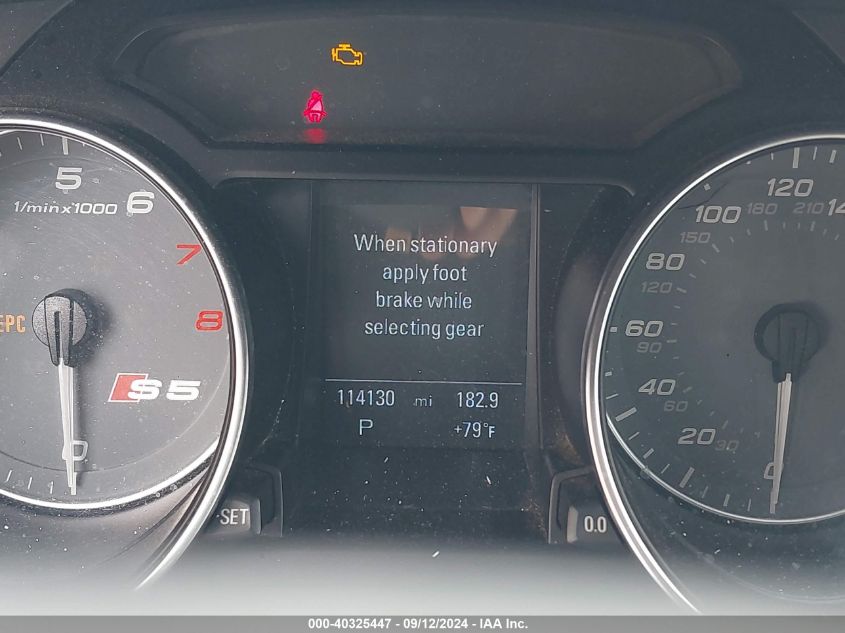 5
1/min x1000 6
7
8
EPC
S5
0
When stationary
apply foot
brake while
selecting gear
114130 mi 182.9
P +79°F
SET
0.0
120
100 180 210
150
80
120
60
90
40
60
20 30
0
000-40325447 - 09/12/2024 - IAA Inc.